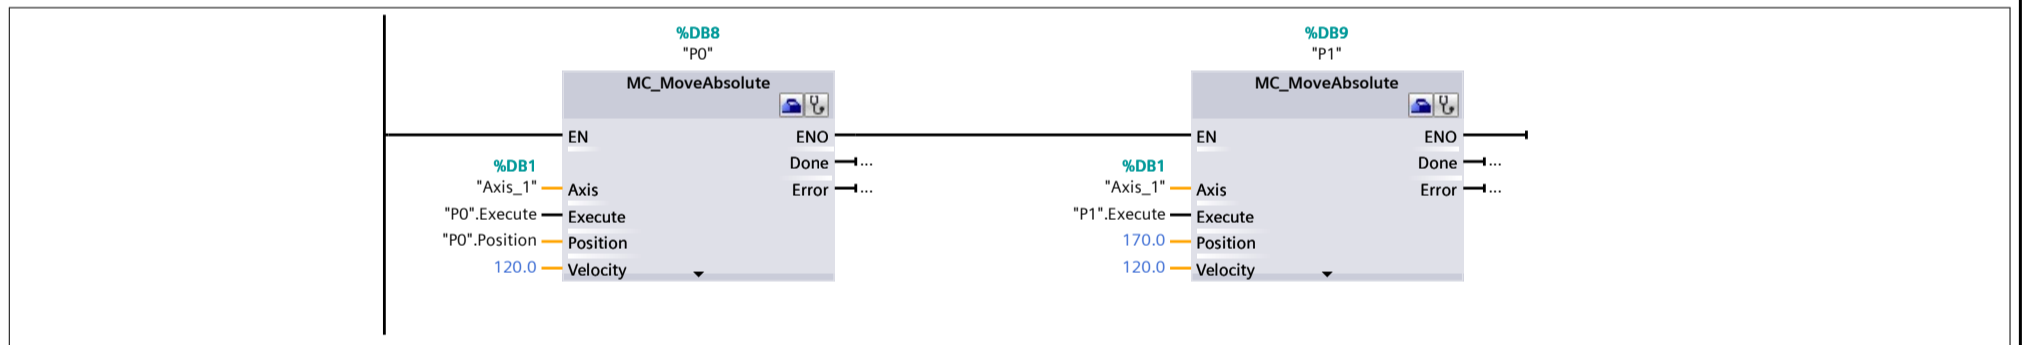 %DB8
"P0"
MC_MoveAbsolute
EN
ENO
Done
...
%DB1
"Axis_1"
Axis
Error
...
"P0".Execute
Execute
"P0".Position
Position
120.0
Velocity
%DB9
"P1"
MC_MoveAbsolute
EN
ENO
Done
...
%DB1
"Axis_1"
Axis
Error
...
"P1".Execute
Execute
170.0
Position
120.0
Velocity